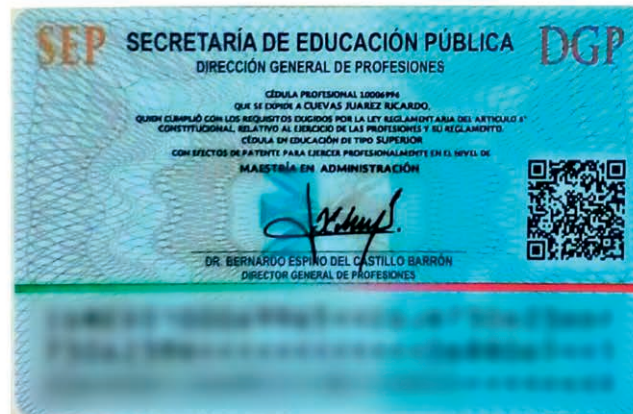 SEP SECRETARÍA DE EDUCACIÓN PÚBLICA DGP
DIRECCIÓN GENERAL DE PROFESIONES
CÉDULA PROFESIONAL 10006994
QUE SE EXPIDE A CUEVAS JUAREZ RICARDO,
QUIEN CUMPLIÓ CON LOS REQUISITOS EXIGIDOS POR LA LEY REGLAMENTARIA DEL ARTÍCULO 5°
CONSTITUCIONAL, RELATIVO AL EJERCICIO DE LAS PROFESIONES Y SU REGLAMENTO.
CÉDULA EN EDUCACIÓN DE TIPO SUPERIOR
CON EFECTOS DE PATENTE PARA EJERCER PROFESIONALMENTE EN EL NIVEL DE
MAESTRÍA EN ADMINISTRACIÓN
DR. BERNARDO ESPINO DEL CASTILLO BARRÓN
DIRECTOR GENERAL DE PROFESIONES